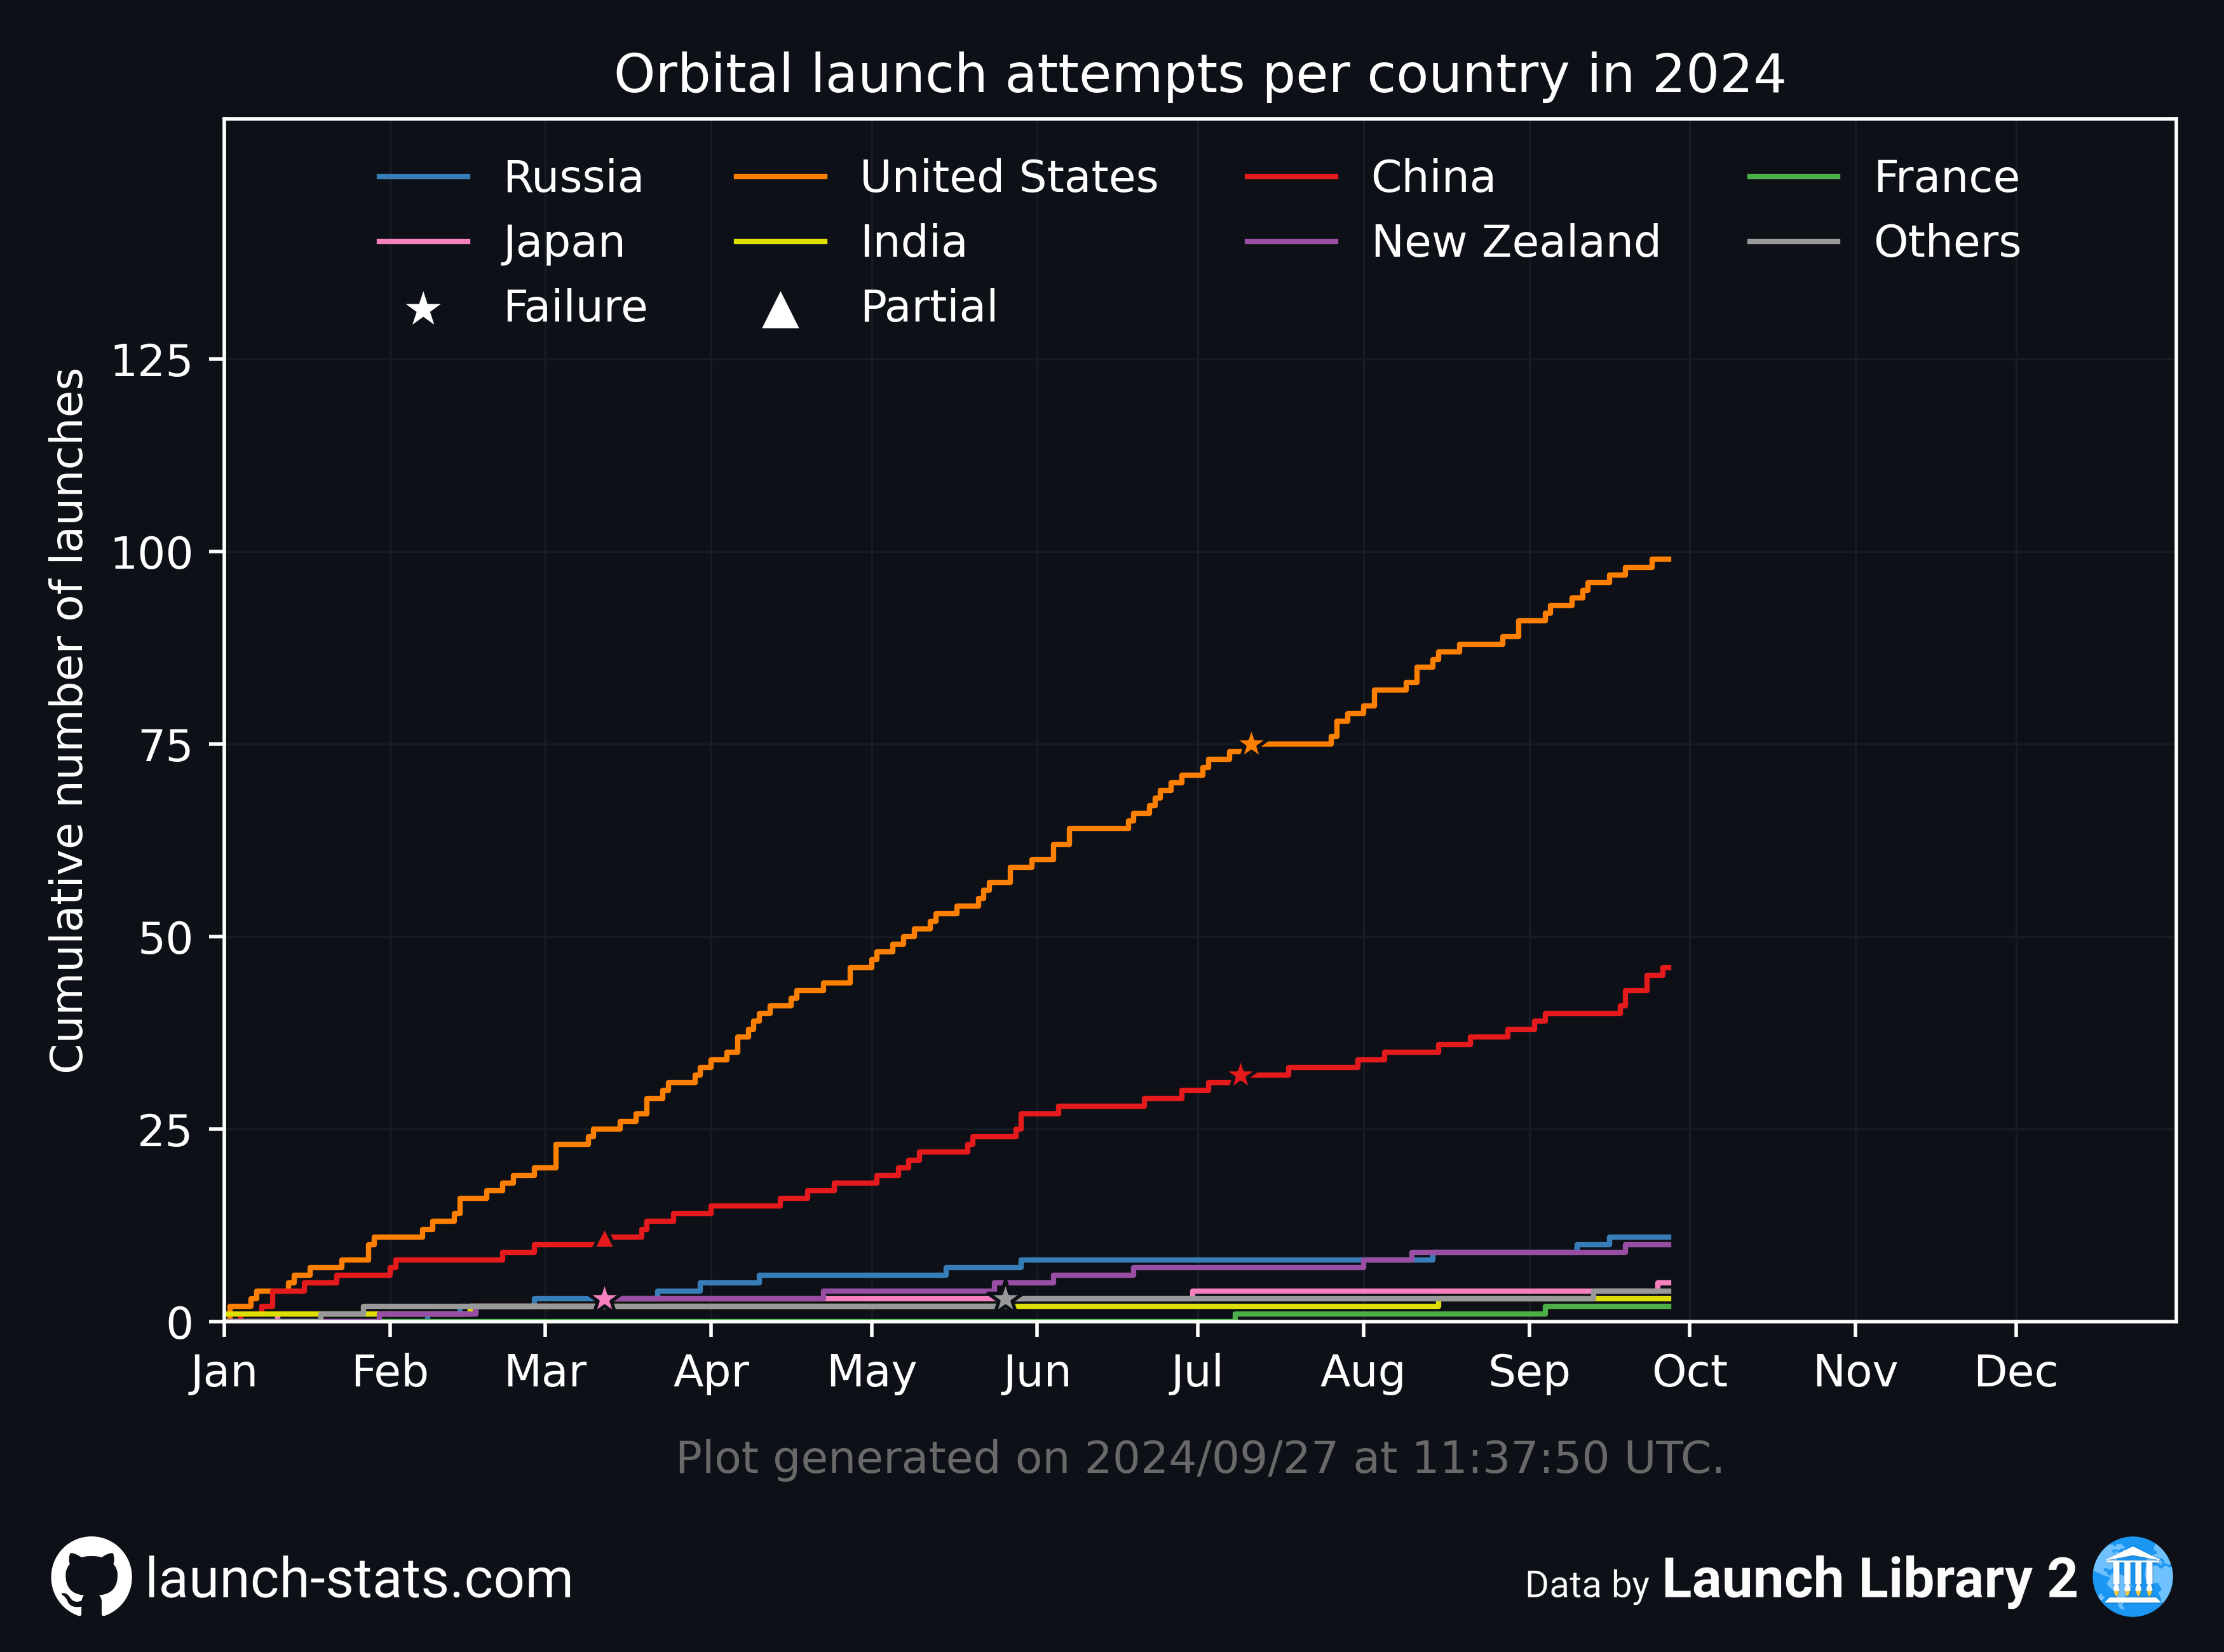 Orbital launch attempts per country in 2024
Russia United States China France
Japan India New Zealand Others
Failure Partial
Cumulative number of launches
125
100
75
50
25
0
Jan Feb Mar Apr May Jun Jul Aug Sep Oct Nov Dec
Plot generated on 2024/09/27 at 11:37:50 UTC.
launch-stats.com
Data by Launch Library 2